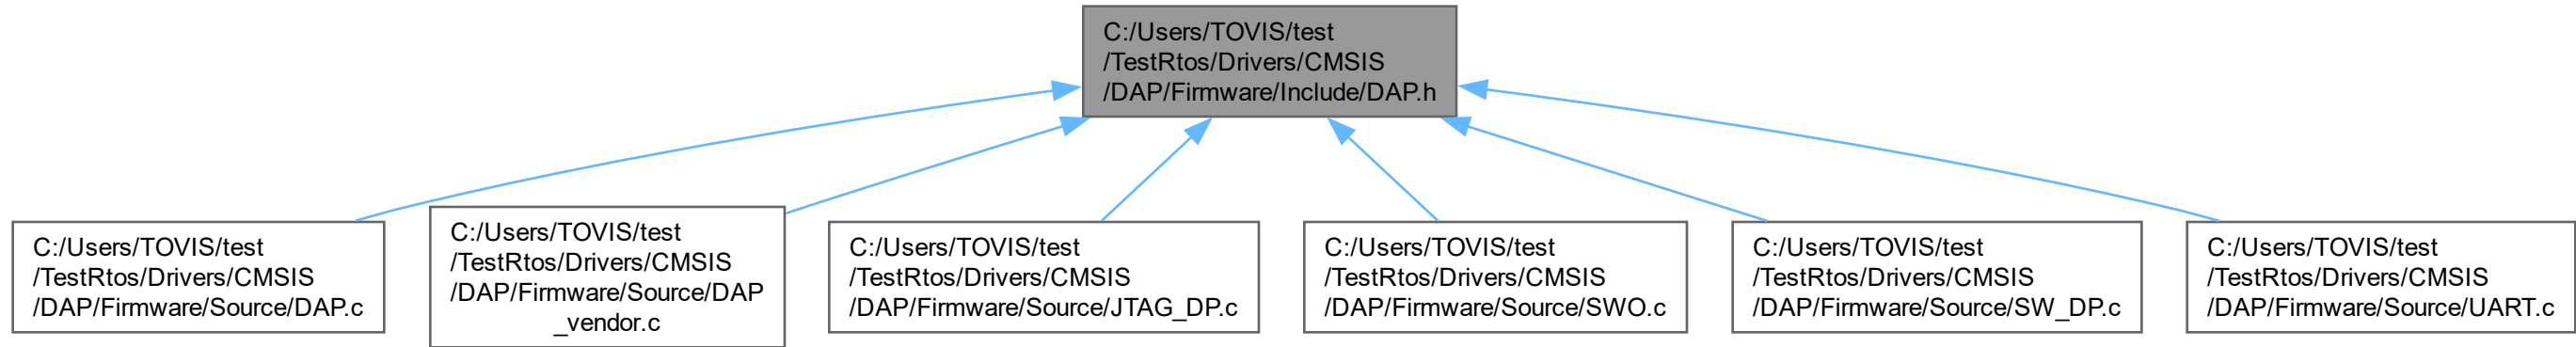 C:/Users/TOVIS/test
/TestRtos/Drivers/CMSIS
/DAP/Firmware/Include/DAP.h
C:/Users/TOVIS/test
/TestRtos/Drivers/CMSIS
/DAP/Firmware/Source/DAP.c
C:/Users/TOVIS/test
/TestRtos/Drivers/CMSIS
/DAP/Firmware/Source/DAP
_vendor.c
C:/Users/TOVIS/test
/TestRtos/Drivers/CMSIS
/DAP/Firmware/Source/JTAG_DP.c
C:/Users/TOVIS/test
/TestRtos/Drivers/CMSIS
/DAP/Firmware/Source/SWO.c
C:/Users/TOVIS/test
/TestRtos/Drivers/CMSIS
/DAP/Firmware/Source/SW_DP.c
C:/Users/TOVIS/test
/TestRtos/Drivers/CMSIS
/DAP/Firmware/Source/UART.c